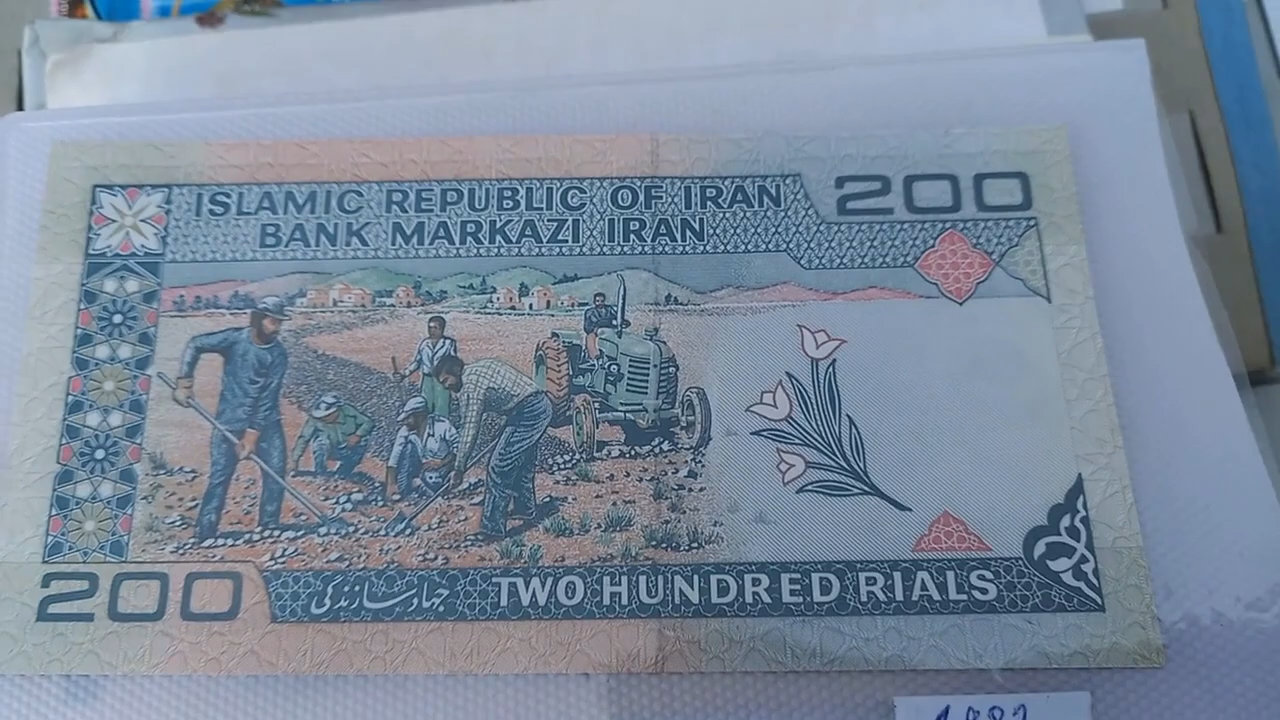 ISLAMIC REPUBLIC OF IRAN
200
BANK MARKAZI IRAN
200
جهاد سازندگی
TWO HUNDRED RIALS